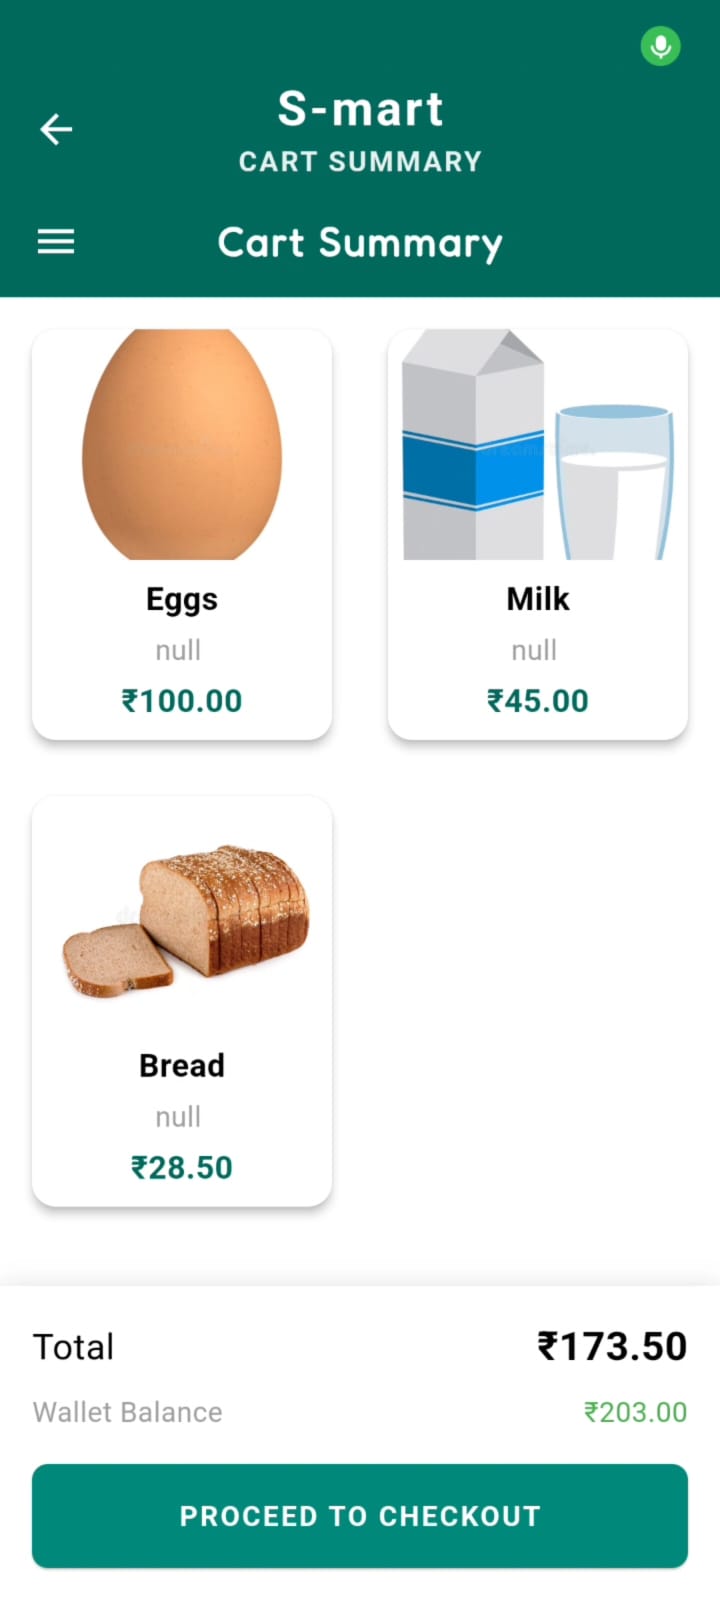 S-mart
CART SUMMARY
Cart Summary
Eggs
null
₹100.00
Milk
null
₹45.00
Bread
null
₹28.50
Total ₹173.50
Wallet Balance ₹203.00
PROCEED TO CHECKOUT